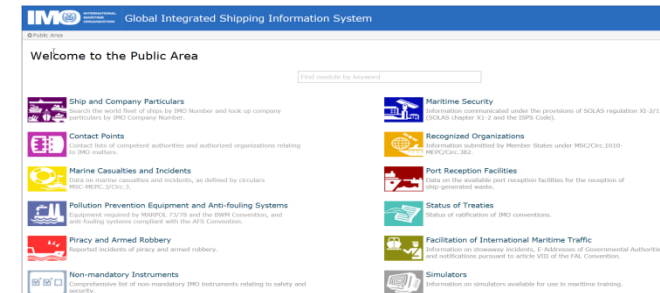 IMO INTERNATIONAL MARITIME ORGANIZATION Global Integrated Shipping Information System
Public Area
Welcome to the Public Area
Find module by keyword
Ship and Company Particulars
Search the world fleet of ships by IMO Number and look up company
particulars by IMO Company Number.
Contact Points
Contact lists of competent authorities and authorized organizations relating
to IMO matters.
Marine Casualties and Incidents
Data on marine casualties and incidents, as defined by circulars
MSC-MEPC.3/Circ.3.
Pollution Prevention Equipment and Anti-fouling Systems
Equipment required by MARPOL 73/78 and the BWM Convention, and
anti-fouling systems compliant with the AFS Convention.
Piracy and Armed Robbery
Reported incidents of piracy and armed robbery.
Non-mandatory Instruments
Comprehensive list of non-mandatory IMO instruments relating to safety and
security.
Maritime Security
Information communicated under the provisions of SOLAS regulation XI-2/1
(SOLAS chapter XI-2 and the ISPS Code).
Recognized Organizations
Information submitted by Member States under MSC/Circ.1010-
MEPC/Circ.382.
Port Reception Facilities
Data on the available port reception facilities for the reception of
ship-generated waste.
Status of Treaties
Status of ratification of IMO conventions.
Facilitation of International Maritime Traffic
Information on stowaway incidents, E-Addresses of Governmental Authoritie
and notifications pursuant to article VIII of the FAL Convention.
Simulators
Information on simulators available for use in maritime training.